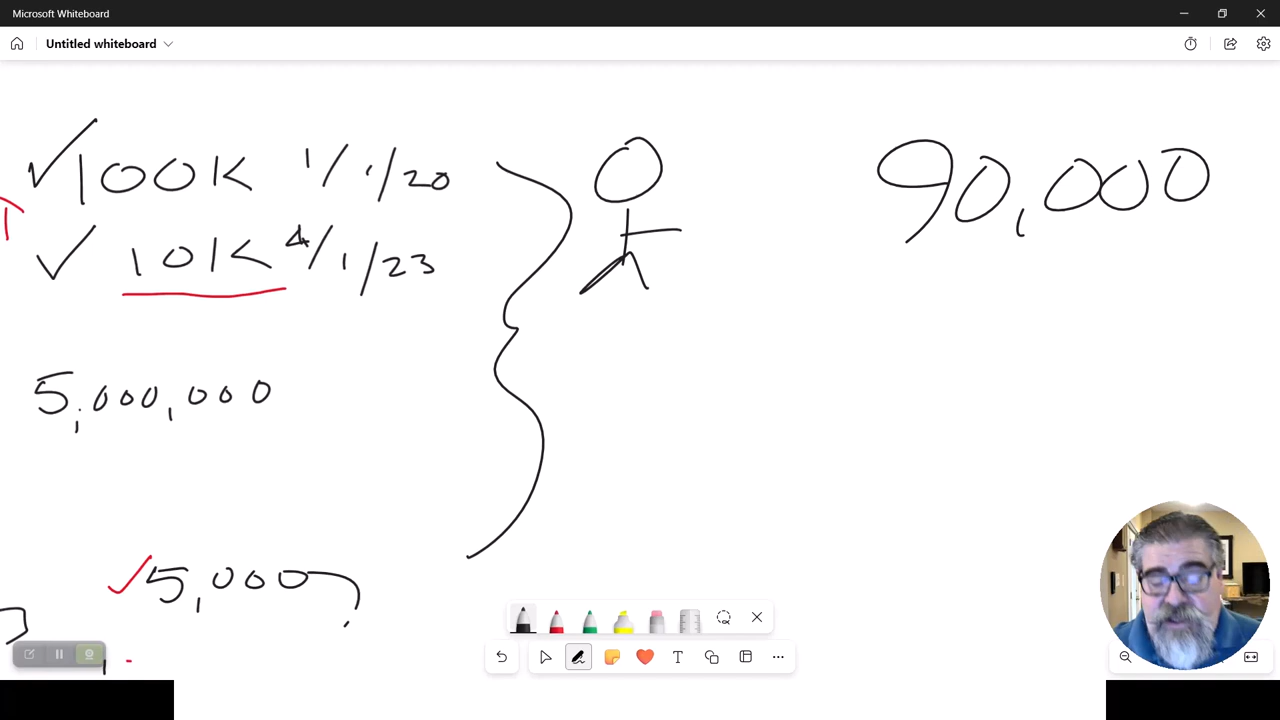 Microsoft Whiteboard
Untitled whiteboard
100K 1/1/20
90,000
10K 4/1/23
5,000,000
5,000?